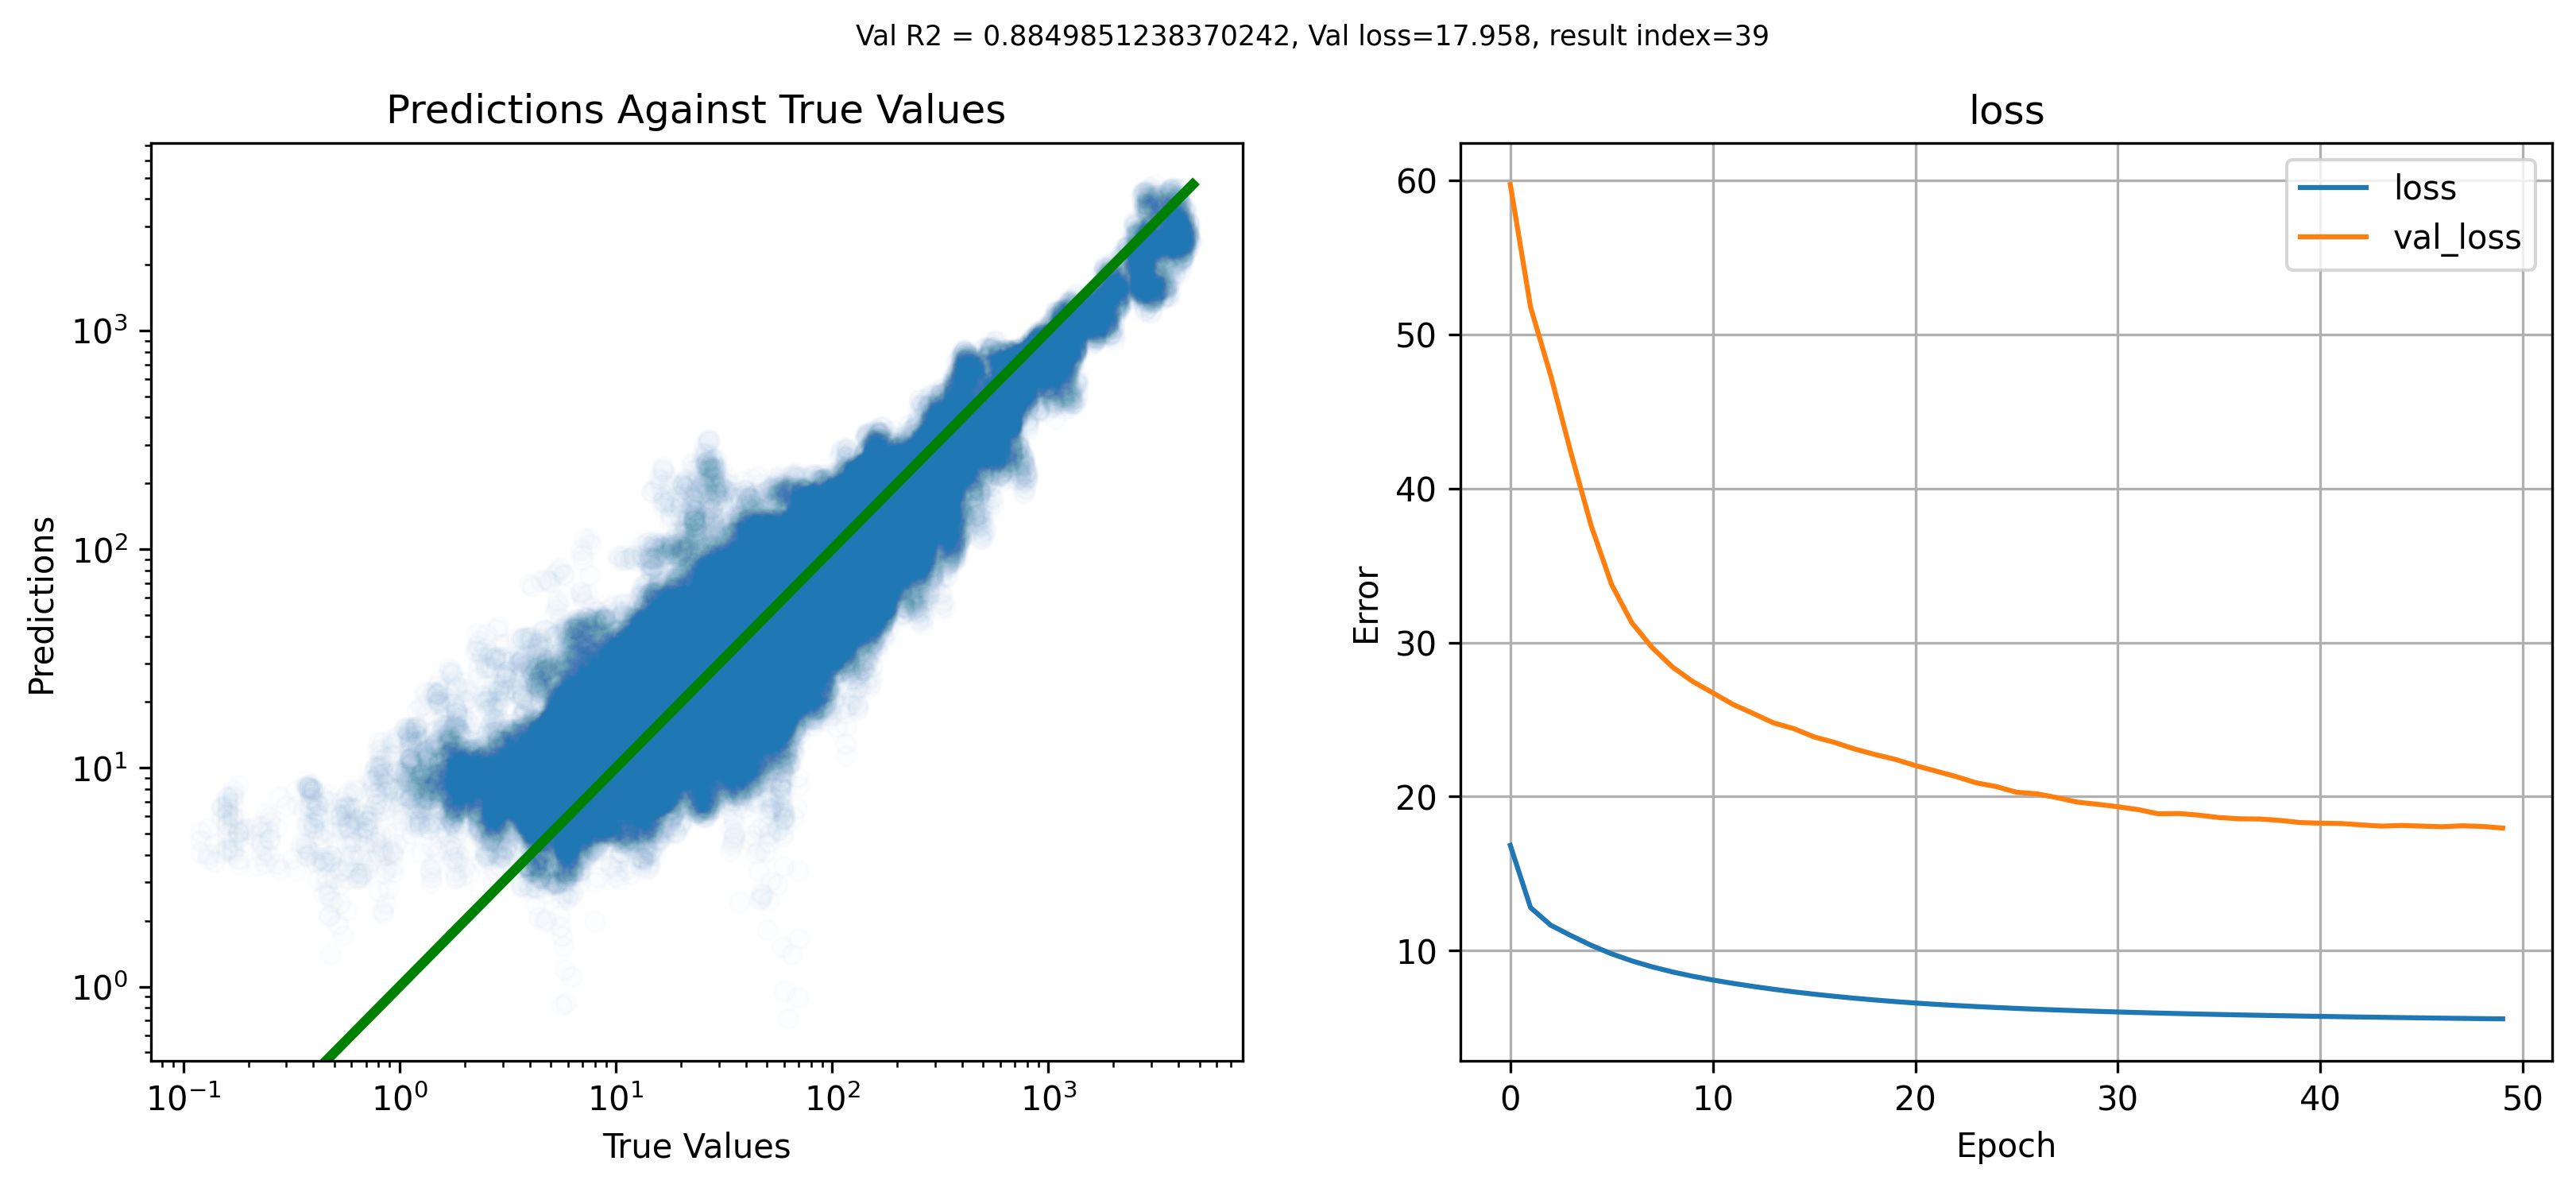 Val R2 = 0.8849851238370242, Val loss=17.958, result index=39
Predictions Against True Values
Predictions
10³
10²
10¹
10⁰
10⁻¹ 10⁰ 10¹ 10² 10³
True Values
loss
Error
60
50
40
30
20
10
0 10 20 30 40 50
Epoch
loss
val_loss